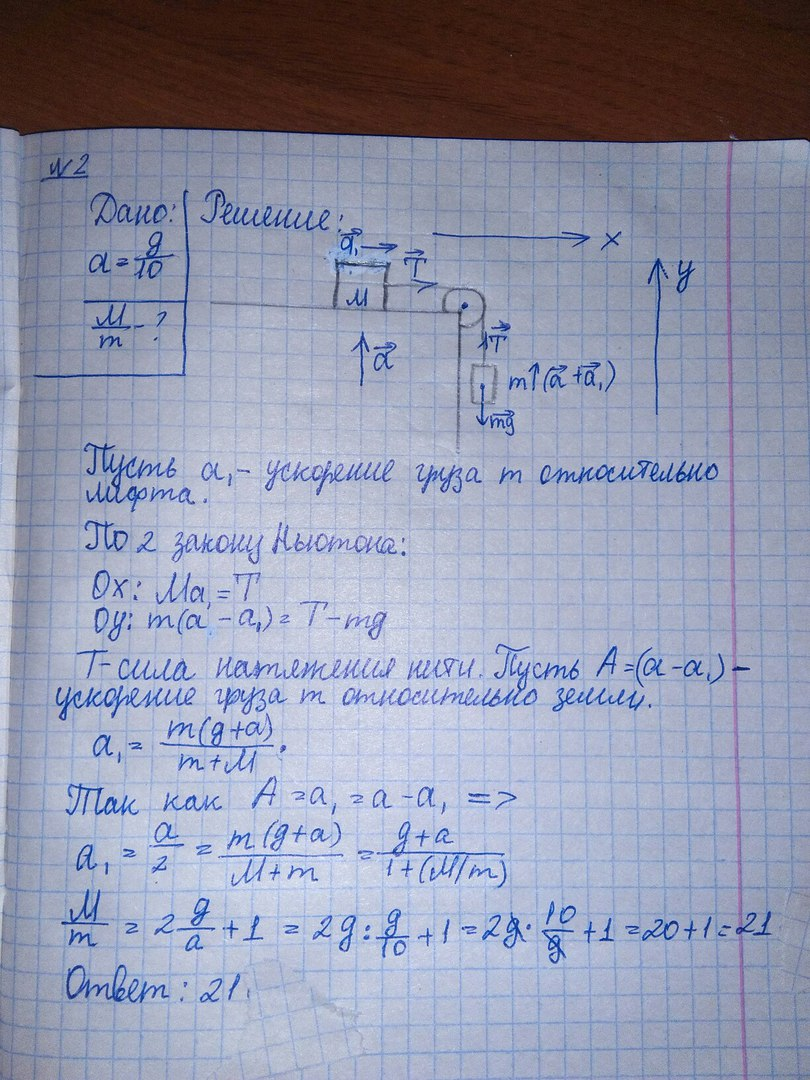 №2
Дано:
a = g/10
M/m - ?
Решение:
a⃗₁
T⃗
x
y
M
a⃗
T⃗
m↑(a⃗+a⃗₁)
mg⃗
Пусть a₁ - ускорение груза m относительно
лифта.
По 2 закону Ньютона:
Ox: Ma₁ = T
Oy: m(a - a₁) = T - mg
T - сила натяжения нити. Пусть A = (a - a₁) -
ускорение груза m относительно земли.
a₁ = m(g+a)/(m+M).
Так как A = a₁ = a - a₁ =>
a₁ = a/2 = m(g+a)/(M+m) = (g+a)/(1+(M/m))
M/m = 2 g/a + 1 = 2g : g/10 + 1 = 2g · 10/g + 1 = 20+1 = 21
Ответ: 21.